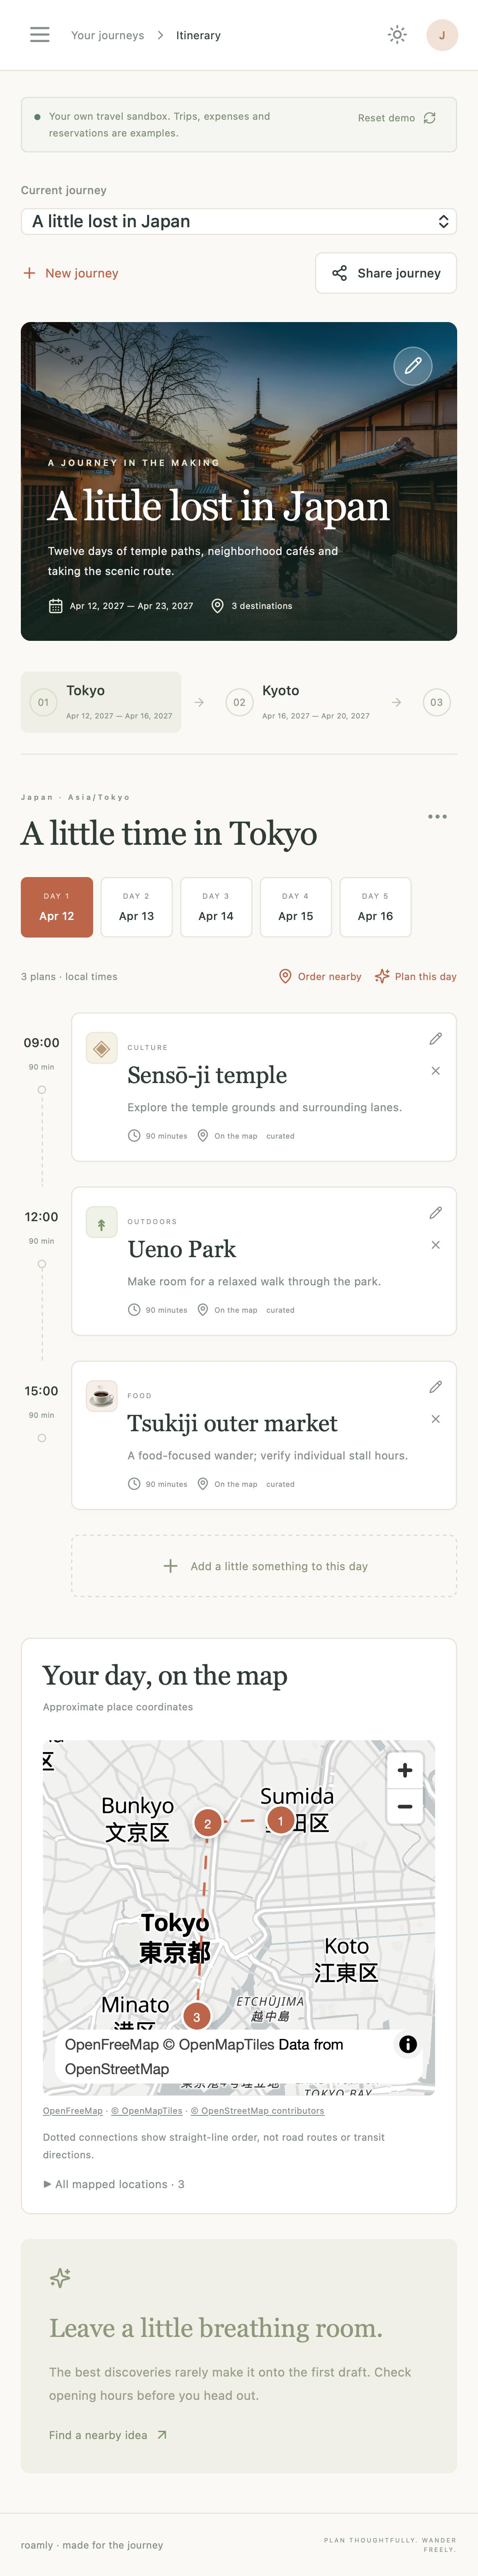 Your journeys
Itinerary
J
Your own travel sandbox. Trips, expenses and
reservations are examples.
Reset demo
Current journey
A little lost in Japan
New journey
Share journey
A JOURNEY IN THE MAKING
A little lost in Japan
Twelve days of temple paths, neighborhood cafés and
taking the scenic route.
Apr 12, 2027 — Apr 23, 2027
3 destinations
01
Tokyo
Apr 12, 2027 — Apr 16, 2027
02
Kyoto
Apr 16, 2027 — Apr 20, 2027
03
Japan · Asia/Tokyo
A little time in Tokyo
DAY 1
Apr 12
DAY 2
Apr 13
DAY 3
Apr 14
DAY 4
Apr 15
DAY 5
Apr 16
3 plans · local times
Order nearby
Plan this day
09:00
90 min
CULTURE
Sensō-ji temple
Explore the temple grounds and surrounding lanes.
90 minutes
On the map
curated
12:00
90 min
OUTDOORS
Ueno Park
Make room for a relaxed walk through the park.
90 minutes
On the map
curated
15:00
90 min
FOOD
Tsukiji outer market
A food-focused wander; verify individual stall hours.
90 minutes
On the map
curated
Add a little something to this day
Your day, on the map
Approximate place coordinates
区
Bunkyo
文京区
Sumida
田区
2
1
Tokyo
東京都
Koto
江東区
Minato
港区
3
ETCHŪJIMA
越中島
OpenFreeMap © OpenMapTiles Data from
OpenStreetMap
TOKYO BAY
OpenFreeMap · © OpenMapTiles · © OpenStreetMap contributors
Dotted connections show straight-line order, not road routes or transit
directions.
All mapped locations · 3
Leave a little breathing room.
The best discoveries rarely make it onto the first draft. Check
opening hours before you head out.
Find a nearby idea
roamly · made for the journey
PLAN THOUGHTFULLY. WANDER
FREELY.